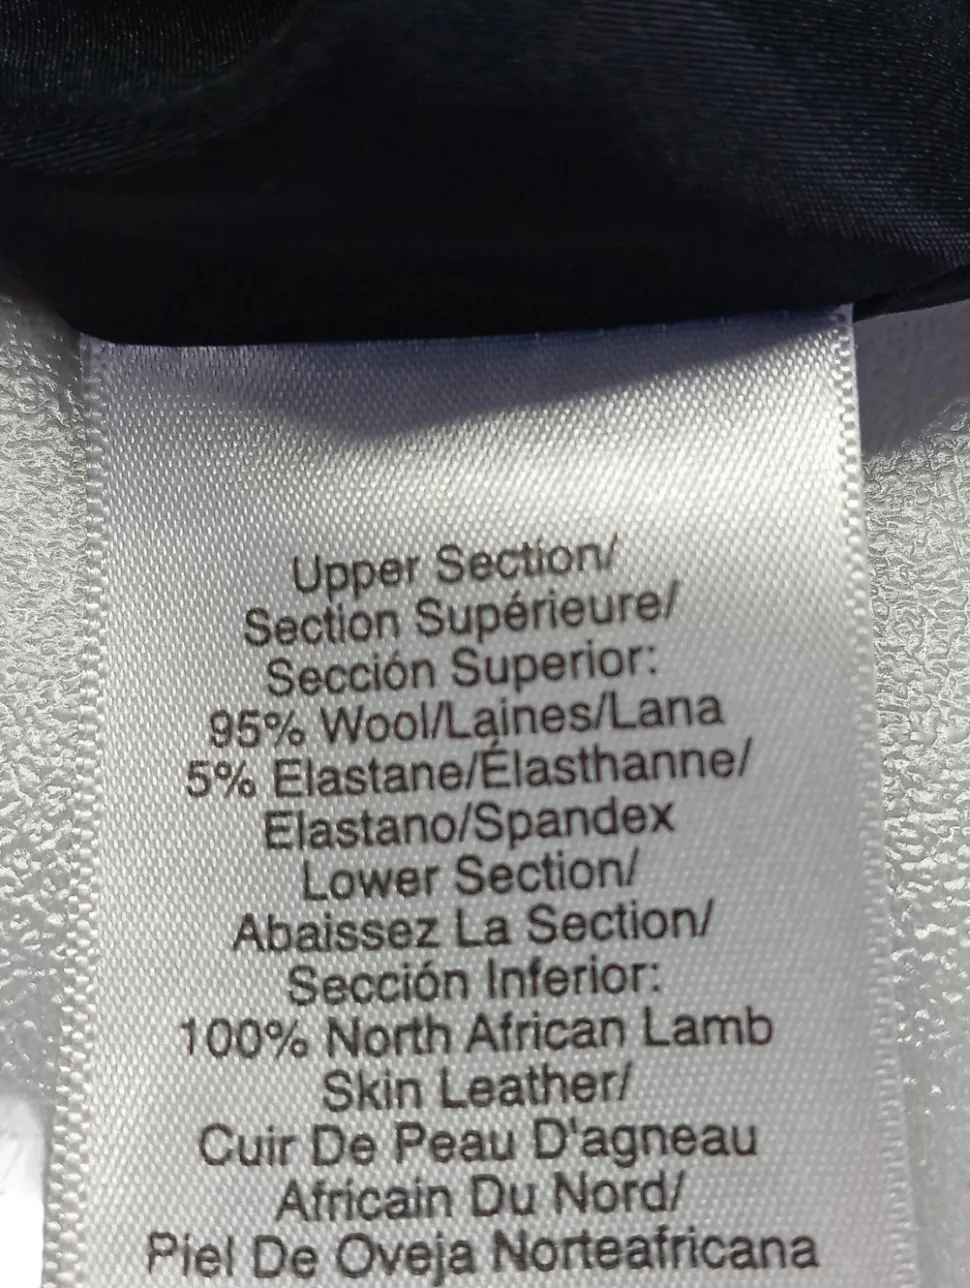 Upper Section/
Section Supérieure/
Sección Superior:
95% Wool/Laines/Lana
5% Elastane/Élasthanne/
Elastano/Spandex
Lower Section/
Abaissez La Section/
Sección Inferior:
100% North African Lamb
Skin Leather/
Cuir De Peau D'agneau
Africain Du Nord/
Piel De Oveja Norteafricana